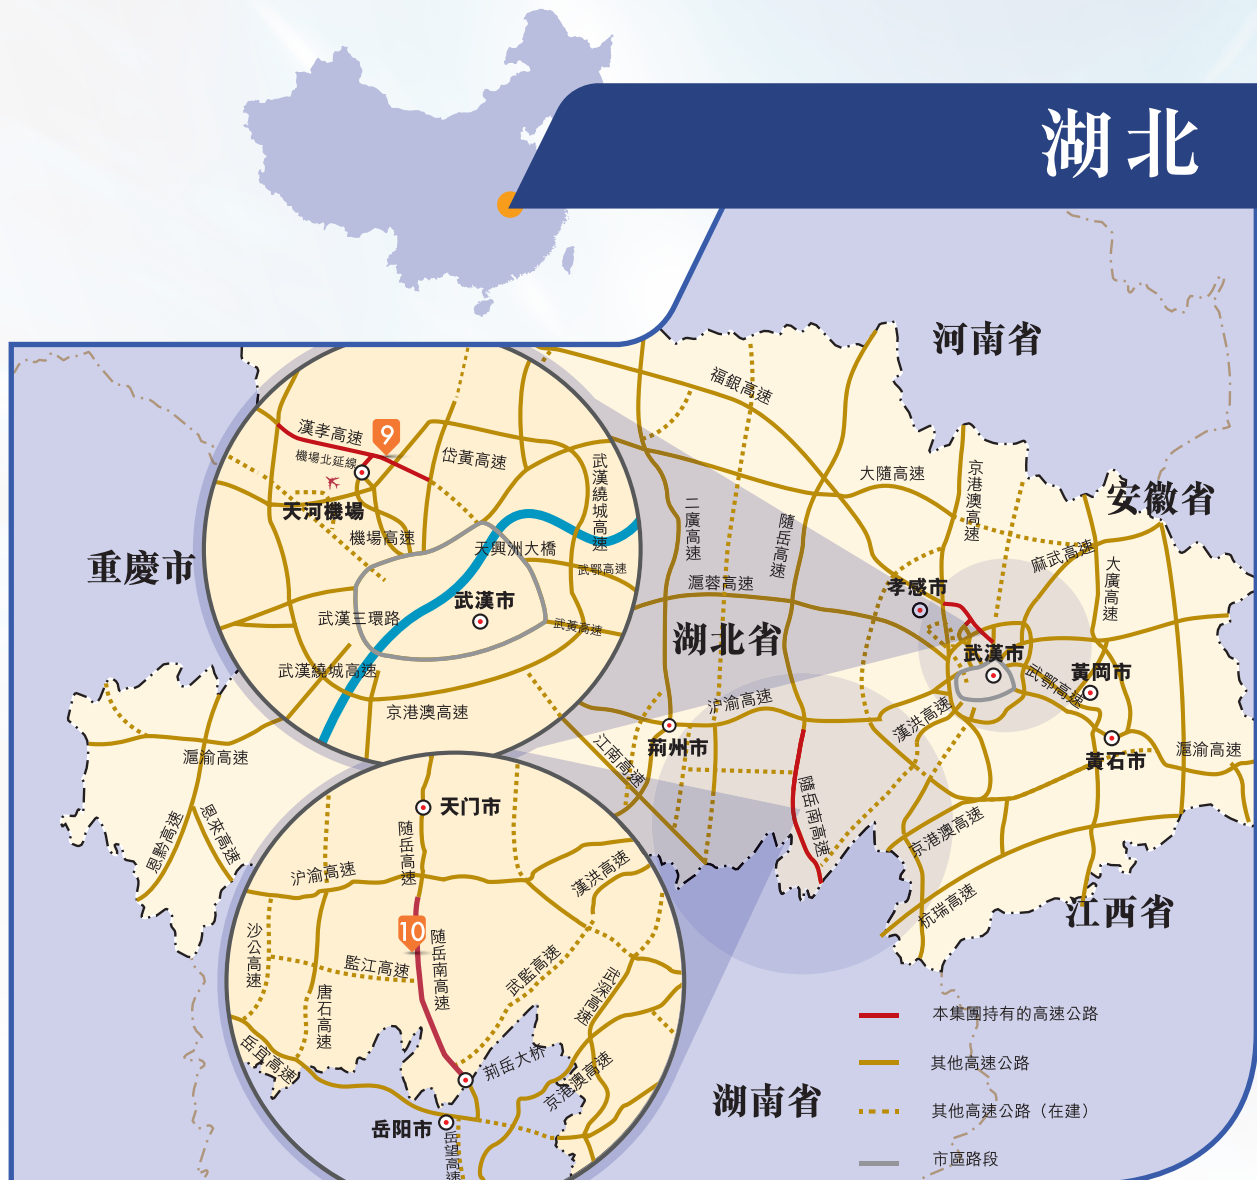 湖北
河南省
福銀高速
漢孝高速
9
機場北延線
岱黃高速
武漢繞城高速
大隨高速
京港澳高速
安徽省
天河機場
二廣高速
隨岳高速
機場高速
天興洲大橋
麻武高速
大廣高速
重慶市
武鄂高速
滬蓉高速
孝感市
武漢市
武漢三環路
武黃高速
湖北省
武漢市
武漢繞城高速
武鄂高速
黃岡市
京港澳高速
沪渝高速
漢洪高速
荊州市
滬渝高速
江南高速
黃石市
滬渝高速
天门市
隨岳南高速
恩黔高速
恩來高速
随岳高速
京港澳高速
沪渝高速
漢洪高速
杭瑞高速
江西省
沙公高速
10
随岳南高速
監江高速
武監高速
武深高速
唐石高速
本集團持有的高速公路
岳宜高速
荊岳大桥
京港澳高速
其他高速公路
湖南省
其他高速公路（在建）
岳阳市
岳望高速
市區路段